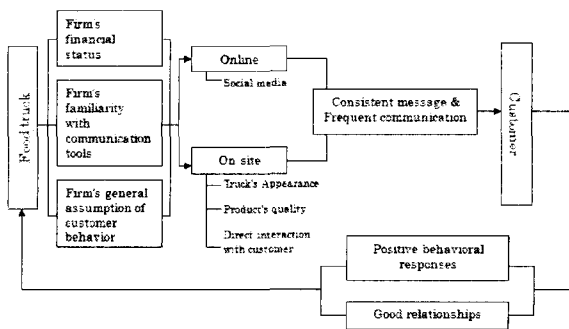 Food truck
Firm's
financial
status
Firm's
familiarity
with
communication
tools
Firm's general
assumption of
customer
behavior
Online
Social media
On site
Truck's Appearance
Product's quality
Direct interaction
with customer
Consistent message &
Frequent communication
Customer
Positive behavioral
responses
Good relationships